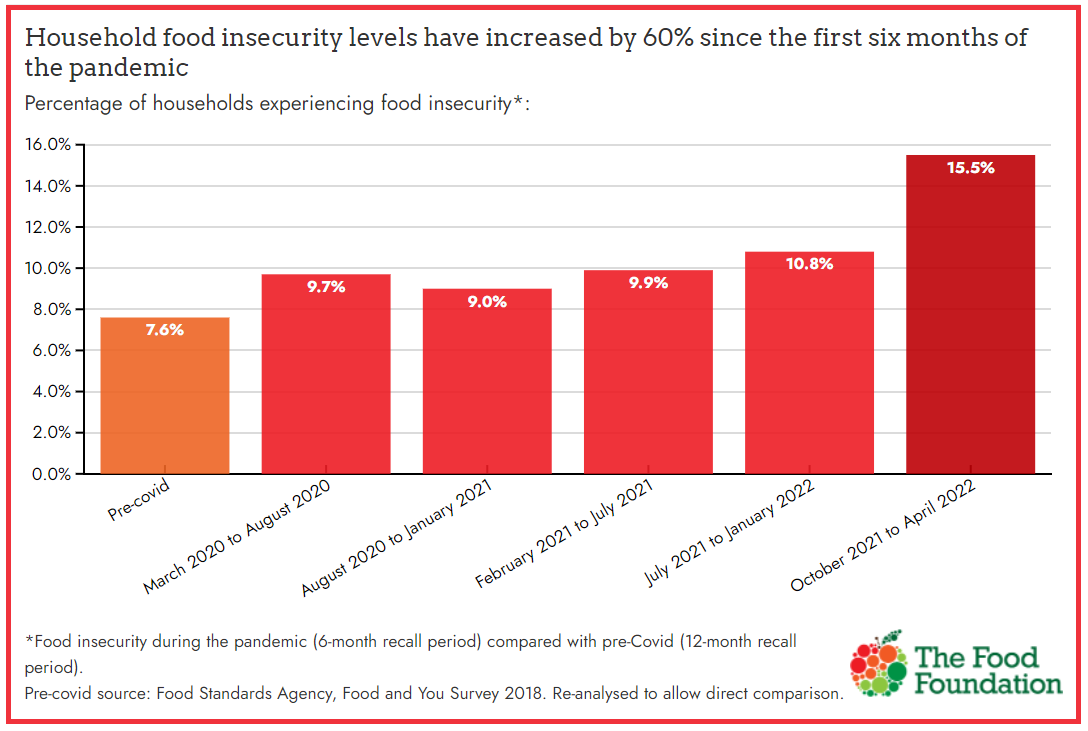 Household food insecurity levels have increased by 60% since the first six months of
the pandemic
Percentage of households experiencing food insecurity*:
16.0%
14.0%
12.0%
10.0%
8.0%
6.0%
4.0%
2.0%
0.0%
7.6%
9.7%
9.0%
9.9%
10.8%
15.5%
Pre-covid
March 2020 to August 2020
August 2020 to January 2021
February 2021 to July 2021
July 2021 to January 2022
October 2021 to April 2022
*Food insecurity during the pandemic (6-month recall period) compared with pre-Covid (12-month recall
period).
Pre-covid source: Food Standards Agency, Food and You Survey 2018. Re-analysed to allow direct comparison.
The Food
Foundation